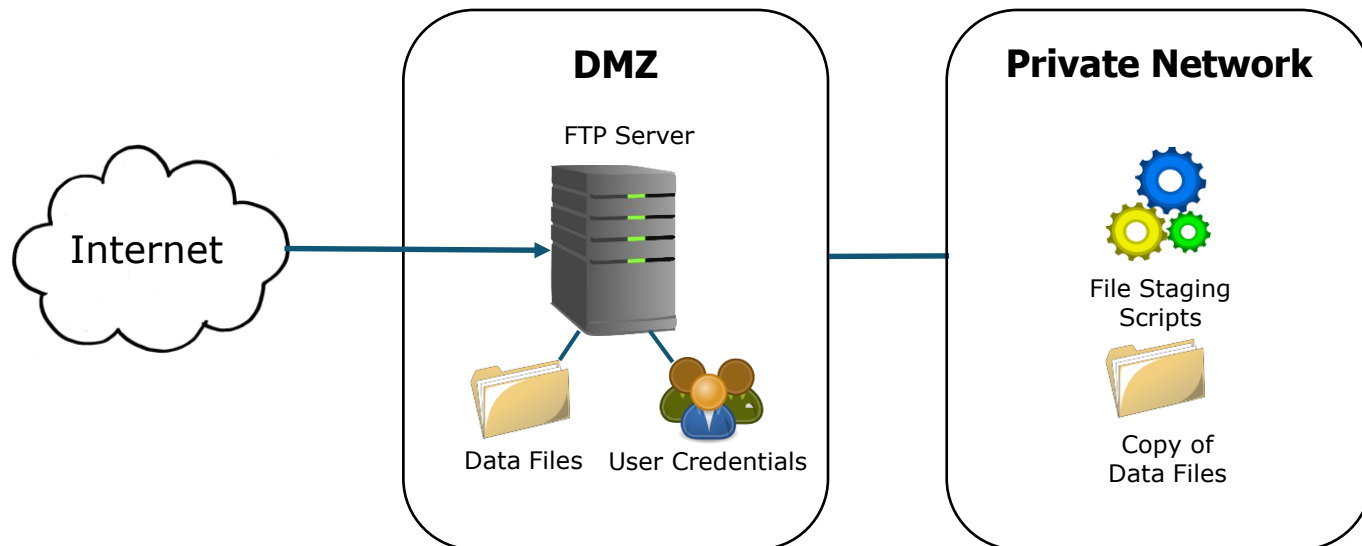 DMZ
Private Network
FTP Server
Internet
File Staging
Scripts
Data Files
User Credentials
Copy of
Data Files